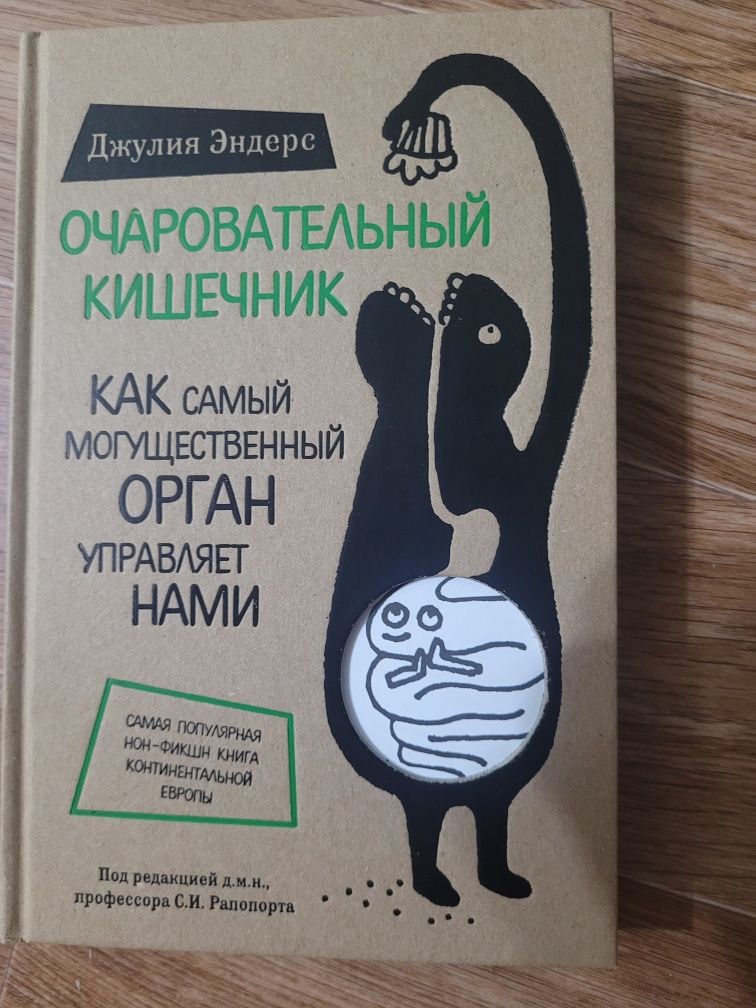 Джулия Эндерс
ОЧАРОВАТЕЛЬНЫЙ
КИШЕЧНИК
КАК САМЫЙ
МОГУЩЕСТВЕННЫЙ
ОРГАН
УПРАВЛЯЕТ
НАМИ
САМАЯ ПОПУЛЯРНАЯ
НОН-ФИКШН КНИГА
КОНТИНЕНТАЛЬНОЙ
ЕВРОПЫ
Под редакцией д.м.н.,
профессора С.И. Рапопорта